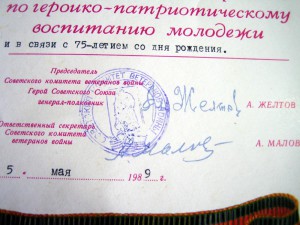 по героико-патриотическому
воспитанию молодежи
и в связи с 75-летием со дня рождения.
Председатель
Советского комитета ветеранов войны
Герой Советского Союза
генерал-полковник
А. ЖЕЛТОВ
Ответственный секретарь
Советского комитета
ветеранов войны
А. МАЛОВ
5 мая 1989 г.